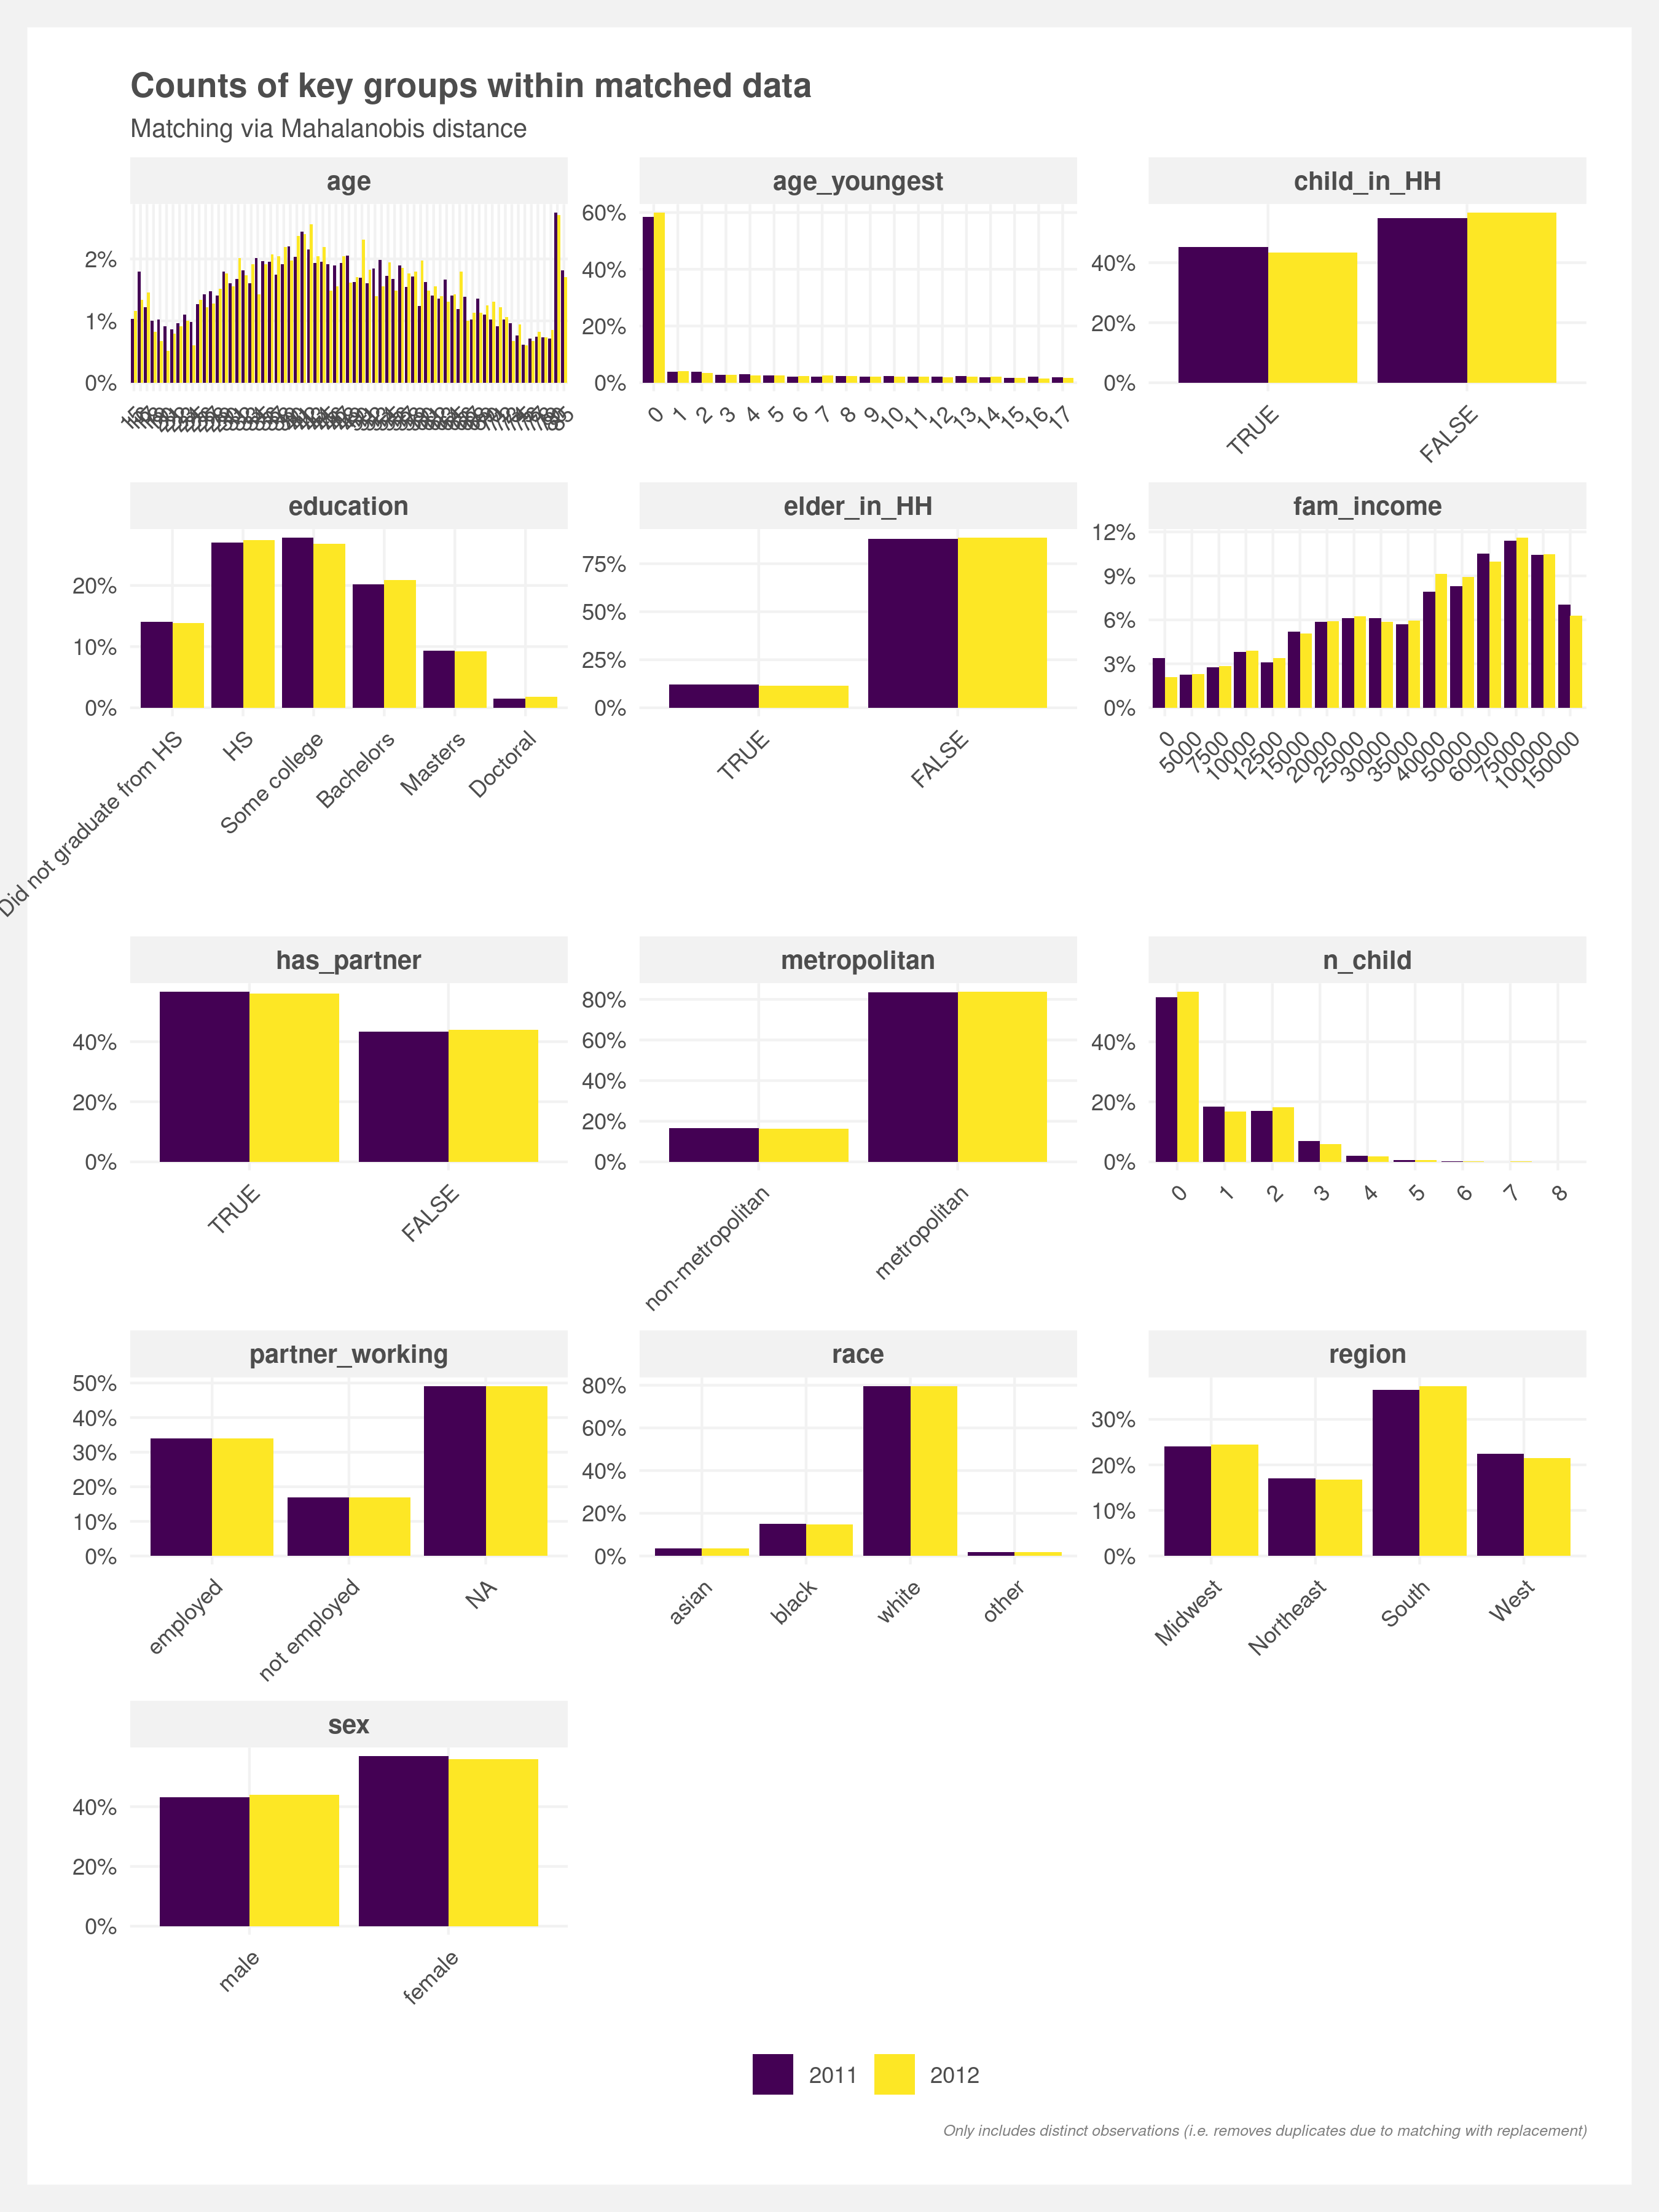 Counts of key groups within matched data
Matching via Mahalanobis distance
age
2%
1%
0%
age_youngest
60%
40%
20%
0%
0 1 2 3 4 5 6 7 8 9 10 11 12 13 14 15 16 17
child_in_HH
40%
20%
0%
TRUE FALSE
education
20%
10%
0%
Did not graduate from HS HS Some college Bachelors Masters Doctoral
elder_in_HH
75%
50%
25%
0%
TRUE FALSE
fam_income
12%
9%
6%
3%
0%
0 5000 7500 10000 12500 15000 20000 25000 30000 35000 40000 50000 60000 75000 100000 150000
has_partner
40%
20%
0%
TRUE FALSE
metropolitan
80%
60%
40%
20%
0%
non-metropolitan metropolitan
n_child
40%
20%
0%
0 1 2 3 4 5 6 7 8
partner_working
50%
40%
30%
20%
10%
0%
employed not employed NA
race
80%
60%
40%
20%
0%
asian black white other
region
30%
20%
10%
0%
Midwest Northeast South West
sex
40%
20%
0%
male female
2011 2012
Only includes distinct observations (i.e. removes duplicates due to matching with replacement)